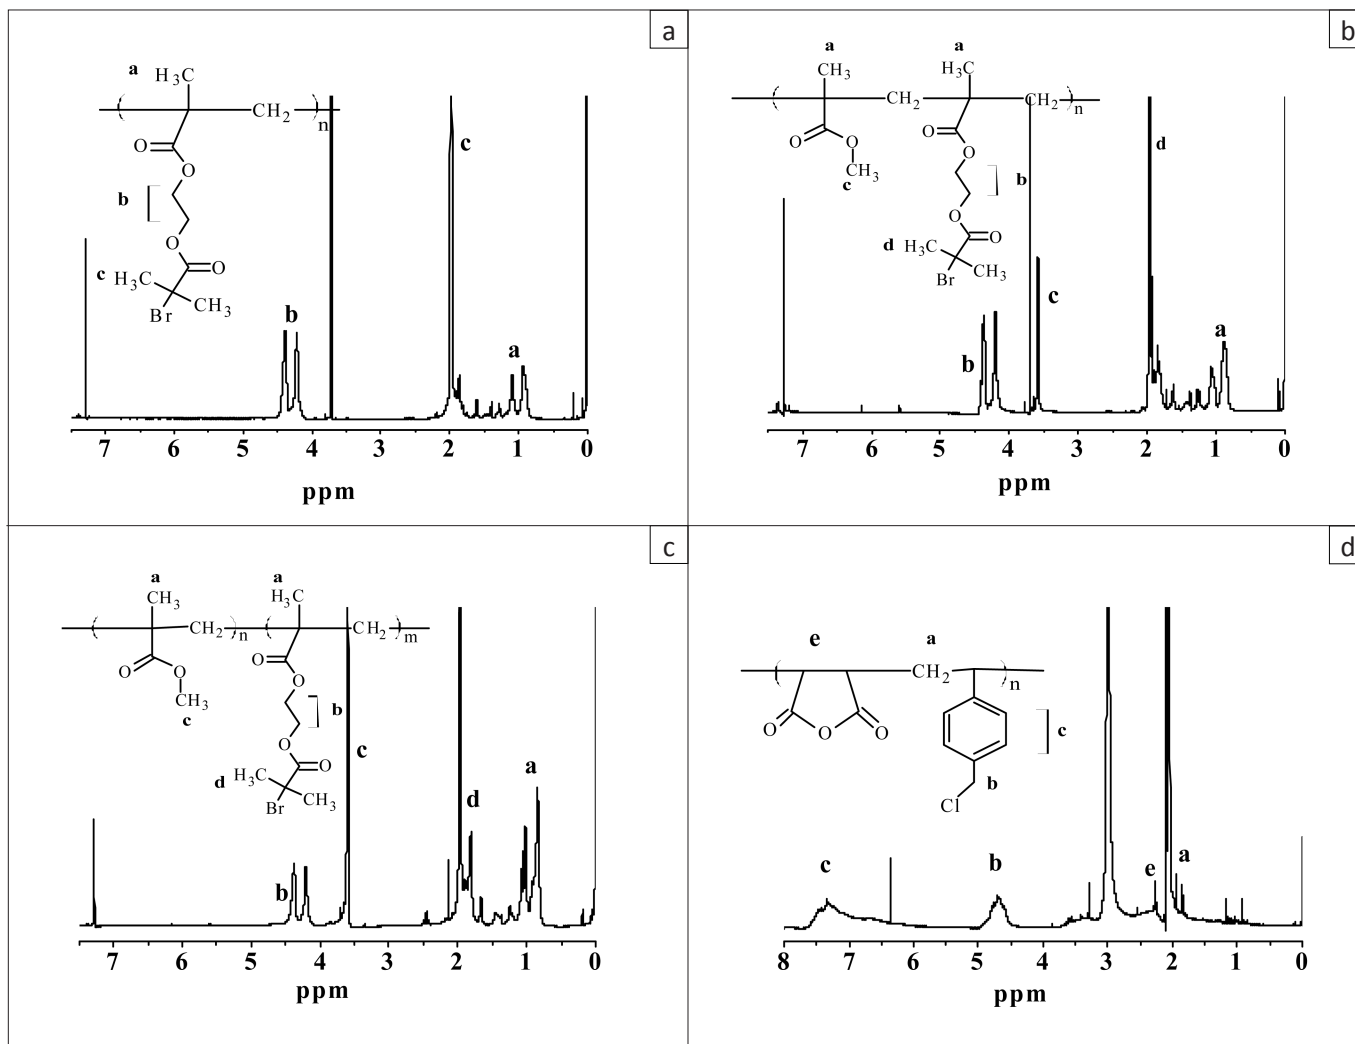 a
a
H₃C
CH₂
n
O
O
b
O
O
c
H₃C
CH₃
Br
b
c
a
7 6 5 4 3 2 1 0
ppm
b
a a
CH₃ H₃C
CH₂ CH₂
n
O O
O O
CH₃
c
b
O
O
d
H₃C
CH₃
Br
b
c
d
a
7 6 5 4 3 2 1 0
ppm
c
a a
CH₃ H₃C
CH₂ n CH₂ m
O O
O O
CH₃
c
b
O
O
d
H₃C
CH₃
Br
b
c
d
a
7 6 5 4 3 2 1 0
ppm
d
e a
CH₂
n
O O O
c
b
Cl
c
b
e
a
8 7 6 5 4 3 2 1 0
ppm